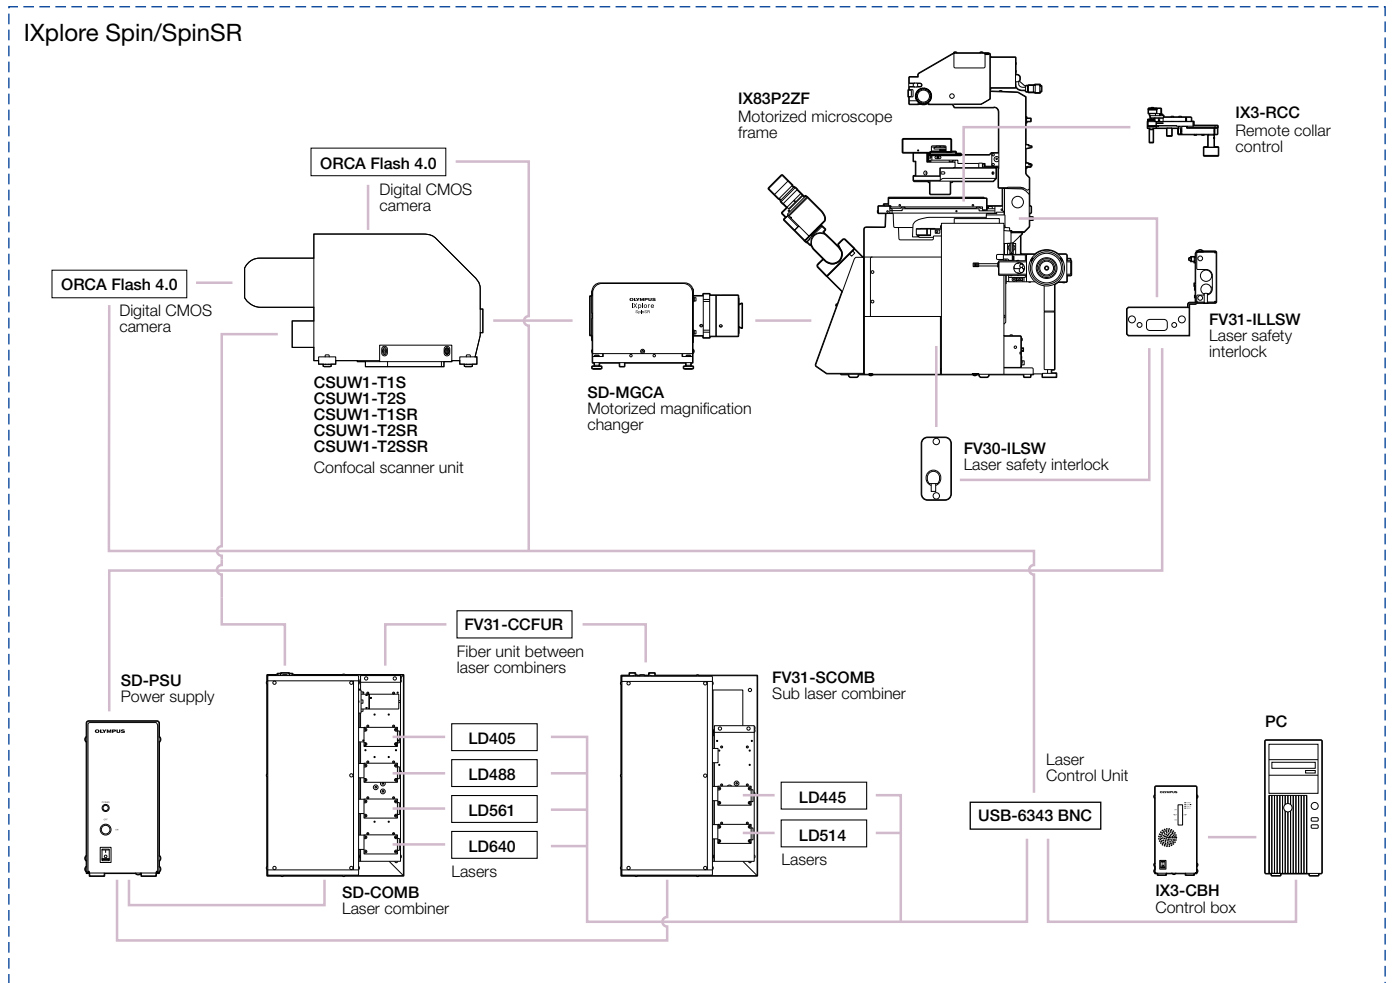 IXplore Spin/SpinSR
IX83P2ZF
Motorized microscope
frame
IX3-RCC
Remote collar
control
ORCA Flash 4.0
Digital CMOS
camera
ORCA Flash 4.0
Digital CMOS
camera
OLYMPUS
IXplore
SpinSR
FV31-ILLSW
Laser safety
interlock
CSUW1-T1S
CSUW1-T2S
CSUW1-T1SR
CSUW1-T2SR
CSUW1-T2SSR
Confocal scanner unit
SD-MGCA
Motorized magnification
changer
FV30-ILSW
Laser safety interlock
FV31-CCFUR
Fiber unit between
laser combiners
SD-PSU
Power supply
OLYMPUS
FV31-SCOMB
Sub laser combiner
LD405
LD488
LD561
LD640
Lasers
LD445
LD514
Lasers
SD-COMB
Laser combiner
Laser
Control Unit
USB-6343 BNC
PC
OLYMPUS
IX3-CBH
Control box